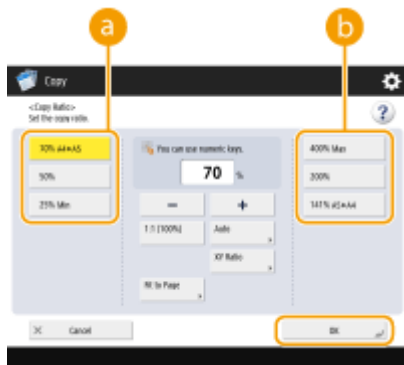 a
b
Copy
<Copy Ratio>
Set the copy ratio.
?
70% A4➔A5
You can use numeric keys.
400% Max
50%
70 %
200%
25% Min
- +
141% A5➔A4
1:1 (100%)
Auto
XY Ratio
Fit to Page
× Cancel
OK